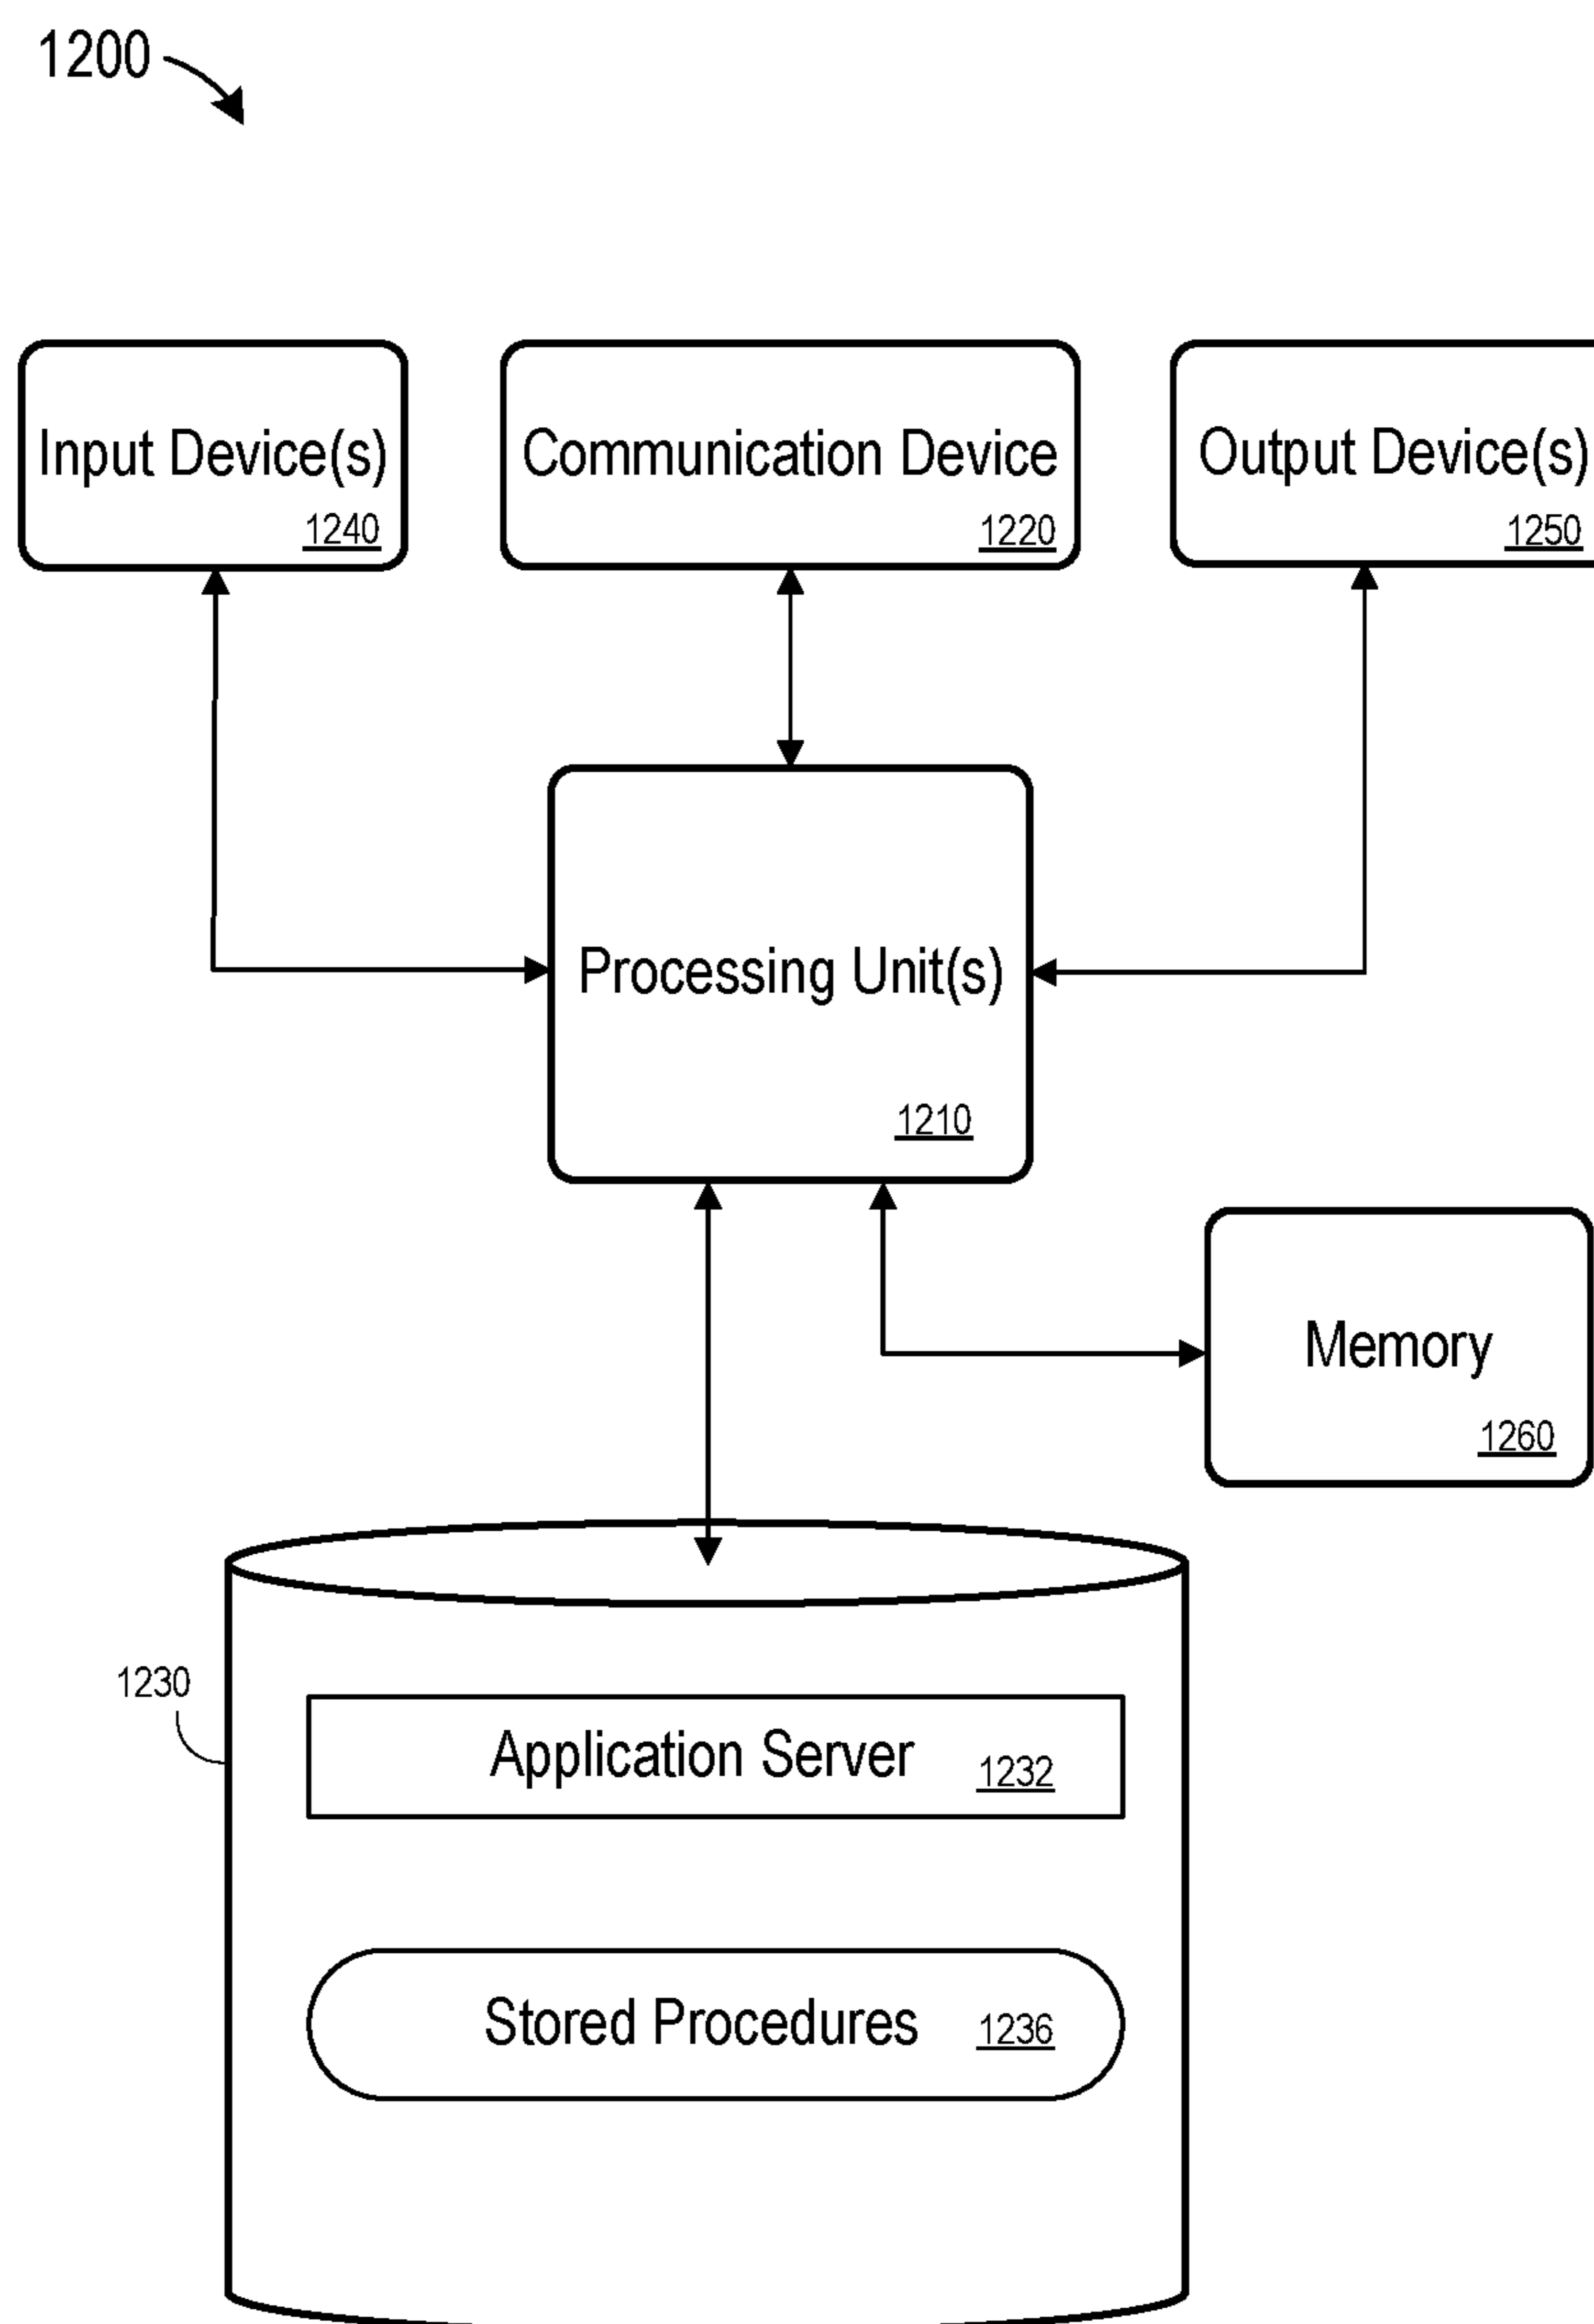 1200
Input Device(s)
1240
Communication Device
1220
Output Device(s)
1250
Processing Unit(s)
1210
Memory
1260
1230
Application Server 1232
Stored Procedures 1236